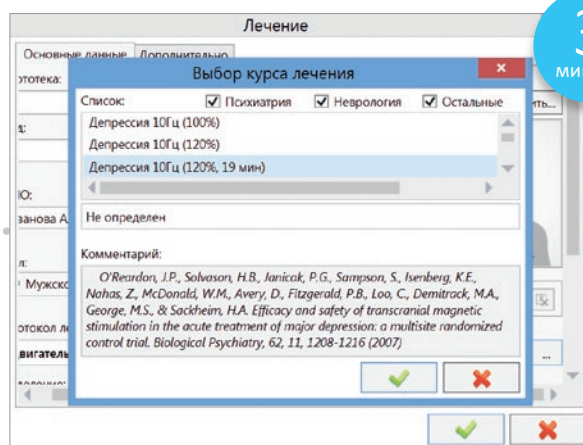 Лечение
3
Основные данные
Дополнительно
Выбор курса лечения
Список:
Психиатрия
Неврология
Остальные
Депрессия 10Гц (100%)
Депрессия 10Гц (120%)
Депрессия 10Гц (120%, 19 мин)
Не определен
Комментарий:
O'Reardon, J.P., Solvason, H.B., Janicak, P.G., Sampson, S., Isenberg, K.E.,
Nahas, Z., McDonald, W.M., Avery, D., Fitzgerald, P.B., Loo, C., Demitrack, M.A.,
George, M.S., & Sackheim, H.A. Efficacy and safety of transcranial magnetic
stimulation in the acute treatment of major depression: a multisite randomized
control trial. Biological Psychiatry, 62, 11, 1208-1216 (2007)
...